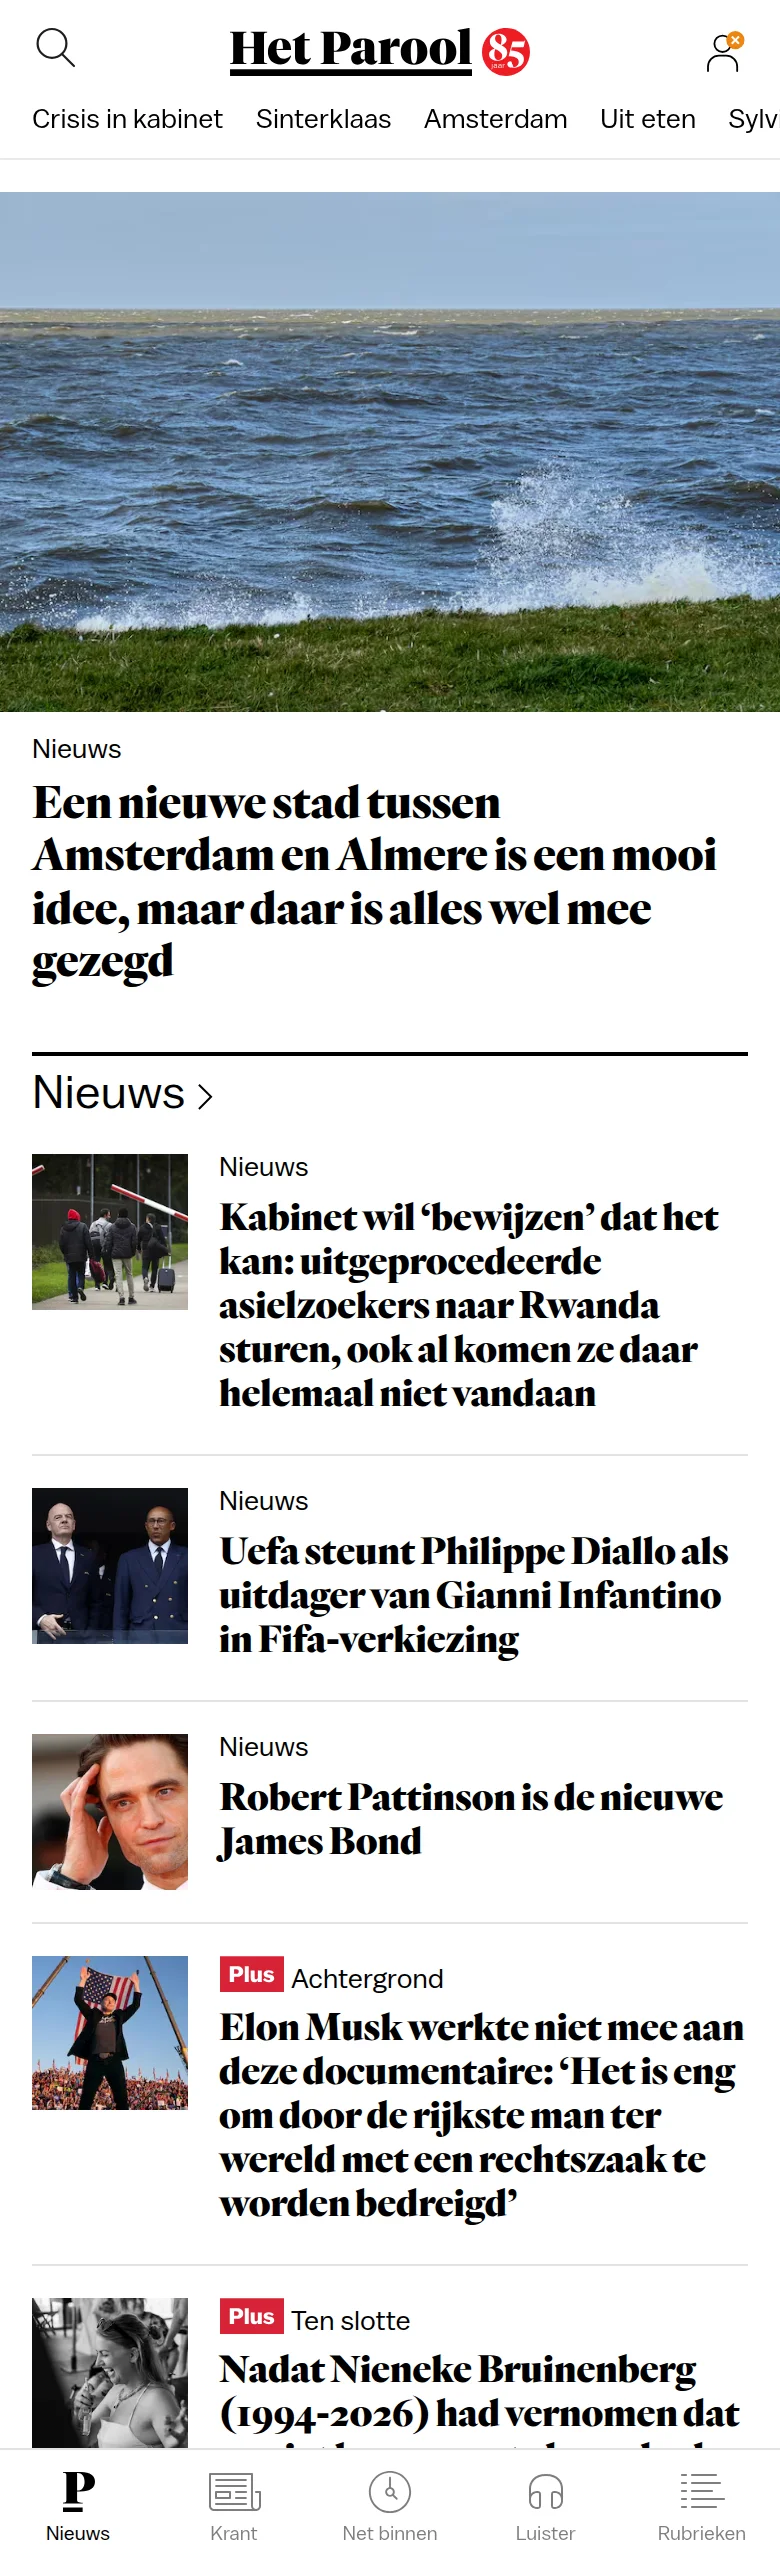 Het Parool 85 jaar
Crisis in kabinet Sinterklaas Amsterdam Uit eten Sylvi
Nieuws
Een nieuwe stad tussen
Amsterdam en Almere is een mooi
idee, maar daar is alles wel mee
gezegd
Nieuws
Nieuws
Kabinet wil ‘bewijzen’ dat het
kan: uitgeprocedeerde
asielzoekers naar Rwanda
sturen, ook al komen ze daar
helemaal niet vandaan
Nieuws
Uefa steunt Philippe Diallo als
uitdager van Gianni Infantino
in Fifa-verkiezing
Nieuws
Robert Pattinson is de nieuwe
James Bond
Plus Achtergrond
Elon Musk werkte niet mee aan
deze documentaire: ‘Het is eng
om door de rijkste man ter
wereld met een rechtszaak te
worden bedreigd’
Plus Ten slotte
Nadat Nieneke Bruinenberg
(1994-2026) had vernomen dat
P
Nieuws Krant Net binnen Luister Rubrieken